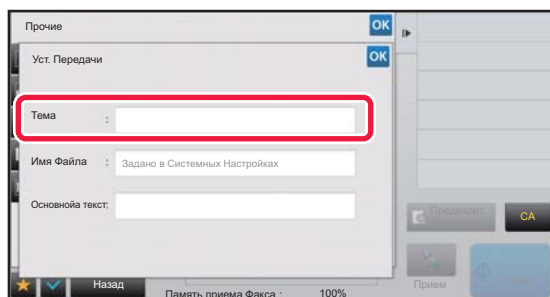 Прочие
OK
Уст. Передачи
OK
Тема :
Имя Файла : Задано в Системных Настройках
Основнойа текст:
Предварит.
CA
Назад
Память приема Факса : 100%
Прием
Старт